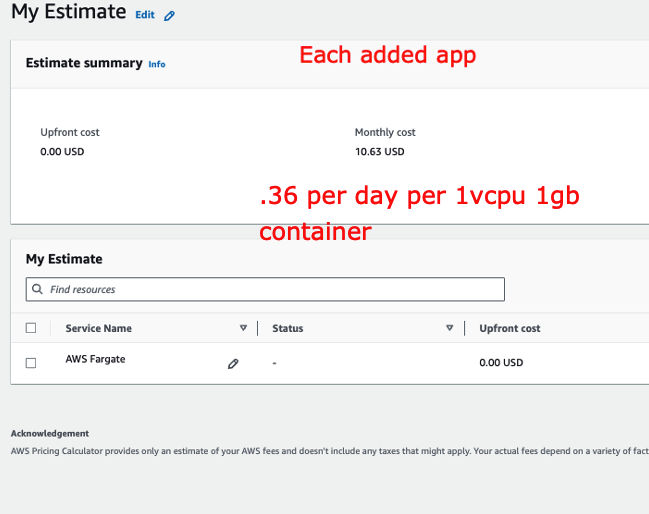 My Estimate Edit
Each added app
Estimate summary Info
Upfront cost Monthly cost
0.00 USD 10.63 USD
.36 per day per 1vcpu 1gb
container
My Estimate
Find resources
Service Name Status Upfront cost
AWS Fargate - 0.00 USD
Acknowledgement
AWS Pricing Calculator provides only an estimate of your AWS fees and doesn't include any taxes that might apply. Your actual fees depend on a variety of fact